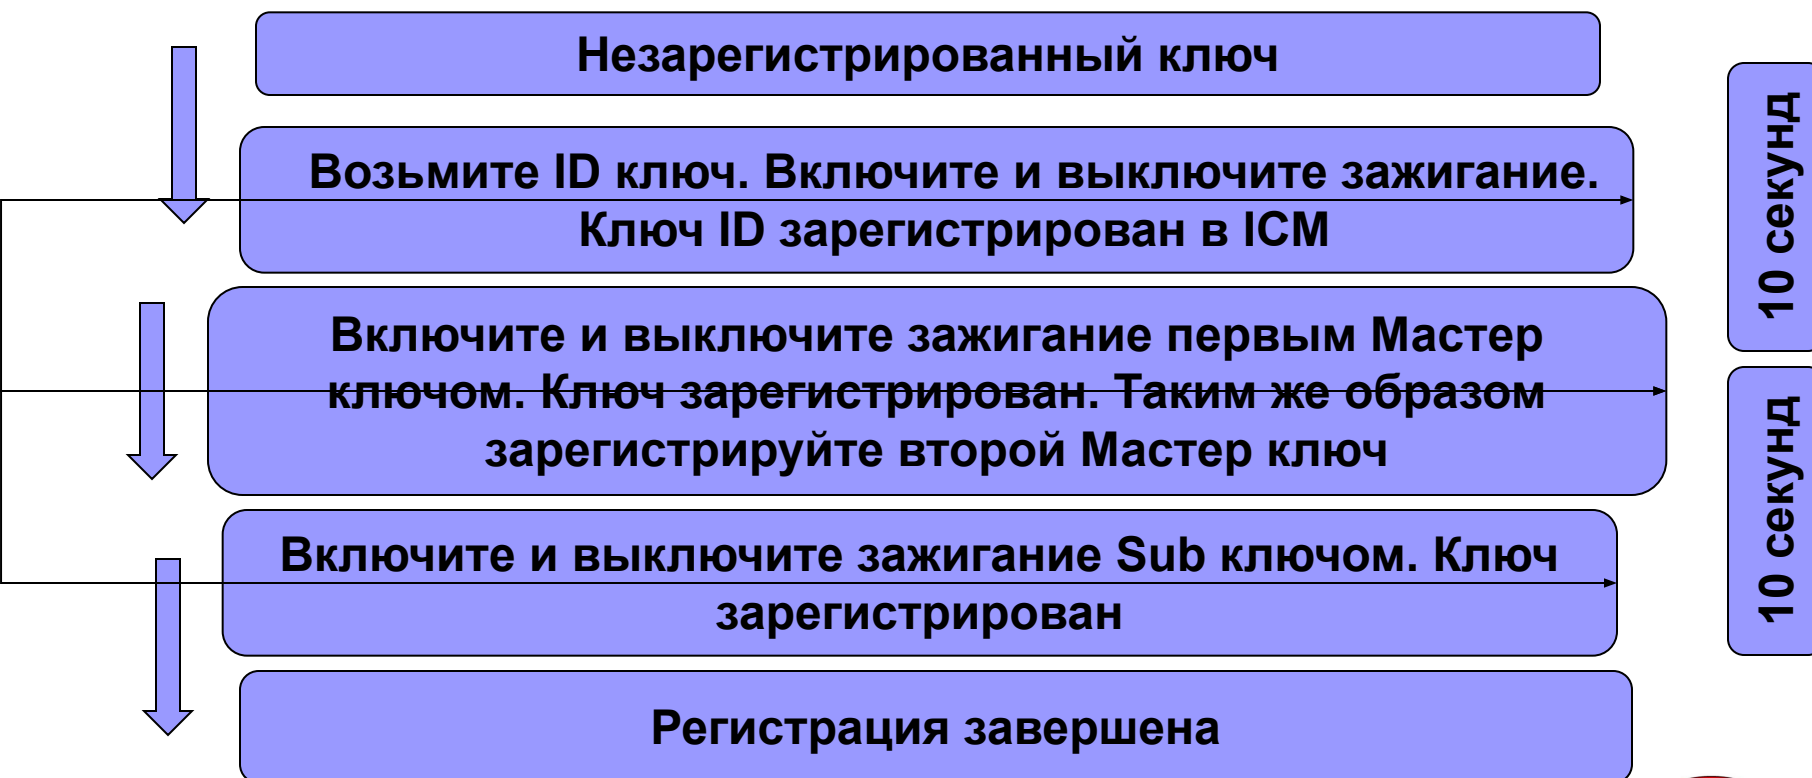 Незарегистрированный ключ
Возьмите ID ключ. Включите и выключите зажигание.
Ключ ID зарегистрирован в ICM
Включите и выключите зажигание первым Мастер
ключом. Ключ зарегистрирован. Таким же образом
зарегистрируйте второй Мастер ключ
Включите и выключите зажигание Sub ключом. Ключ
зарегистрирован
Регистрация завершена
10 секунд
10 секунд